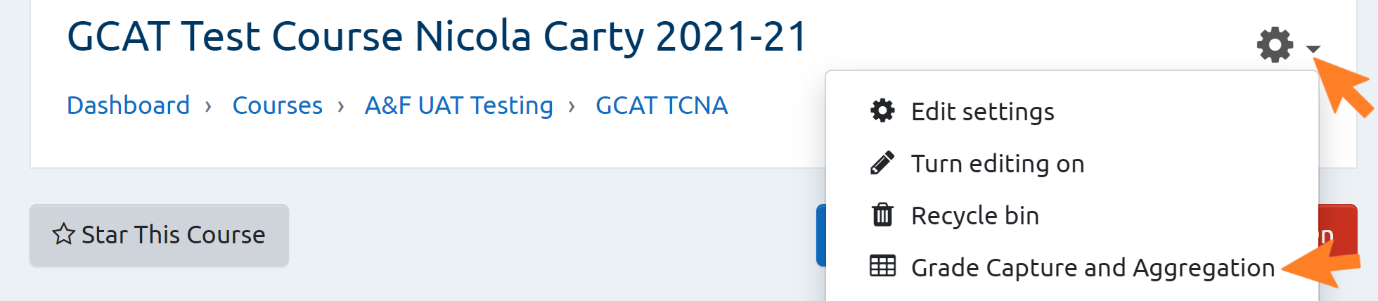 GCAT Test Course Nicola Carty 2021-21
Dashboard › Courses › A&F UAT Testing › GCAT TCNA
Edit settings
Turn editing on
Recycle bin
Star This Course
Grade Capture and Aggregation